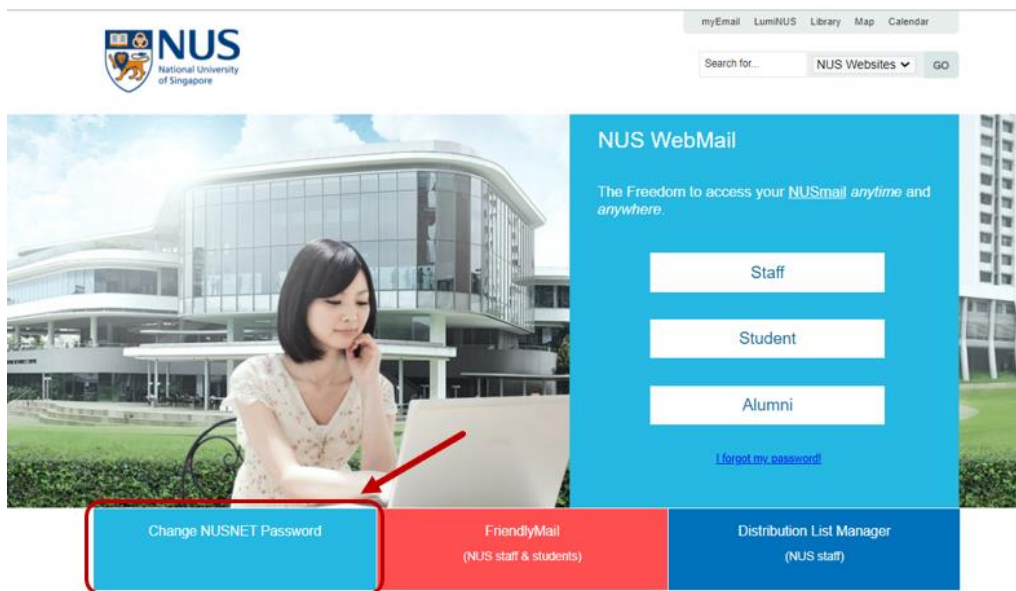 myEmail LumiNUS Library Map Calendar
NUS
National University
of Singapore
Search for... NUS Websites GO
NUS WebMail
The Freedom to access your NUSmail anytime and
anywhere.
Staff
Student
Alumni
I forgot my password!
Change NUSNET Password
FriendlyMail
(NUS staff & students)
Distribution List Manager
(NUS staff)